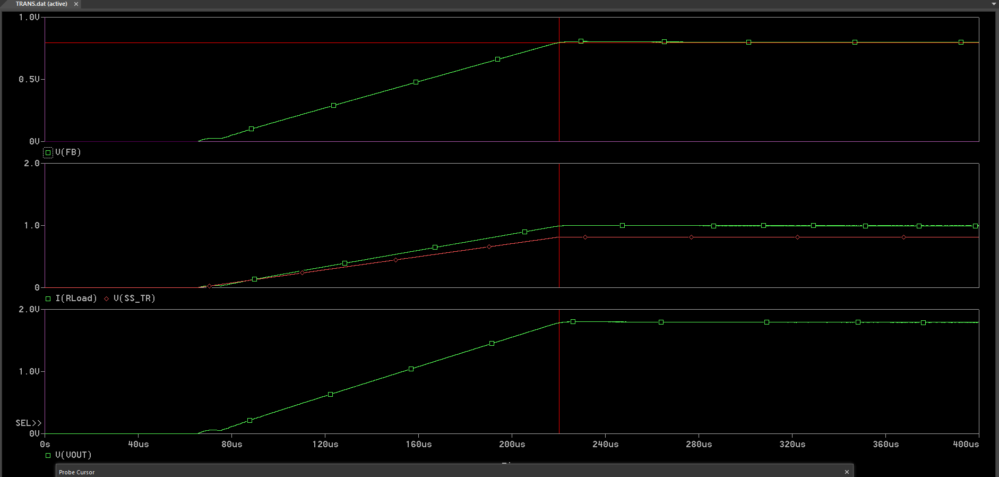 TRANS.dat (active)
1.0V
0.5V
0V
V(FB)
2.0
1.0
0
I(RLoad) V(SS_TR)
2.0V
1.0V
SEL>>
0V
0s 40us 80us 120us 160us 200us 240us 280us 320us 360us 400us
V(VOUT)
Probe Cursor